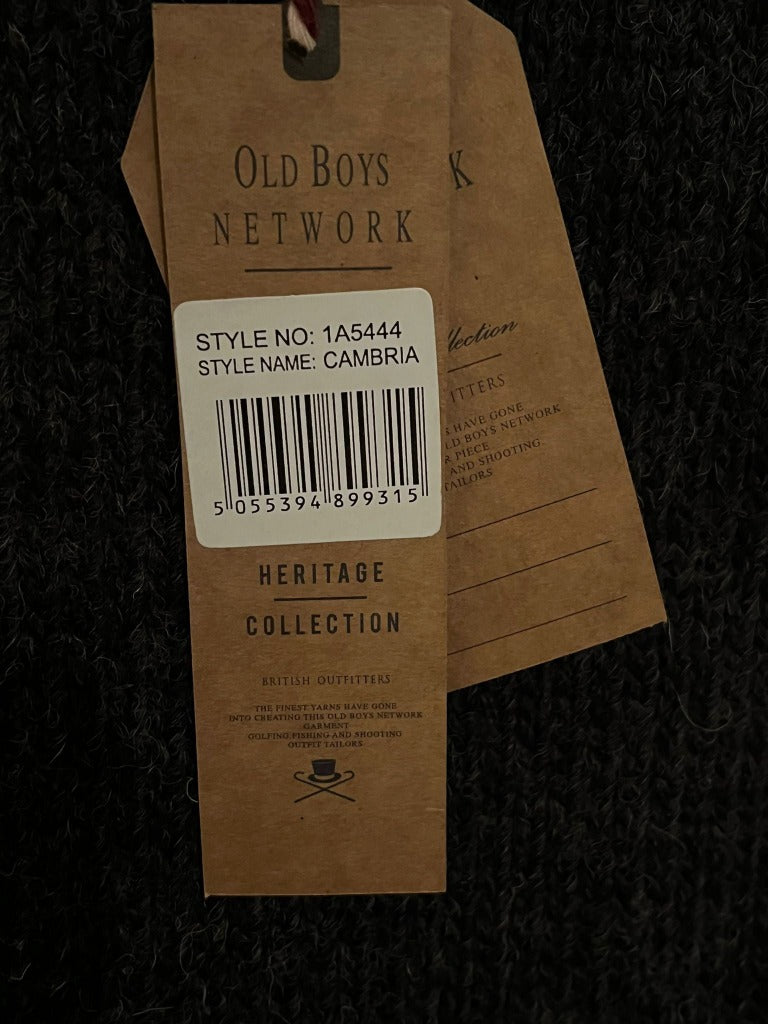 OLD BOYS
NETWORK
STYLE NO: 1A5444
STYLE NAME: CAMBRIA
5 055394 899315
HERITAGE
COLLECTION
BRITISH OUTFITTERS
THE FINEST YARNS HAVE GONE
INTO CREATING THIS OLD BOYS NETWORK
GARMENT
GOLFING,FISHING AND SHOOTING
OUTFIT TAILORS
K
llection
ITTERS
HAVE GONE
LD BOYS NETWORK
R PIECE
AND SHOOTING
TAILORS